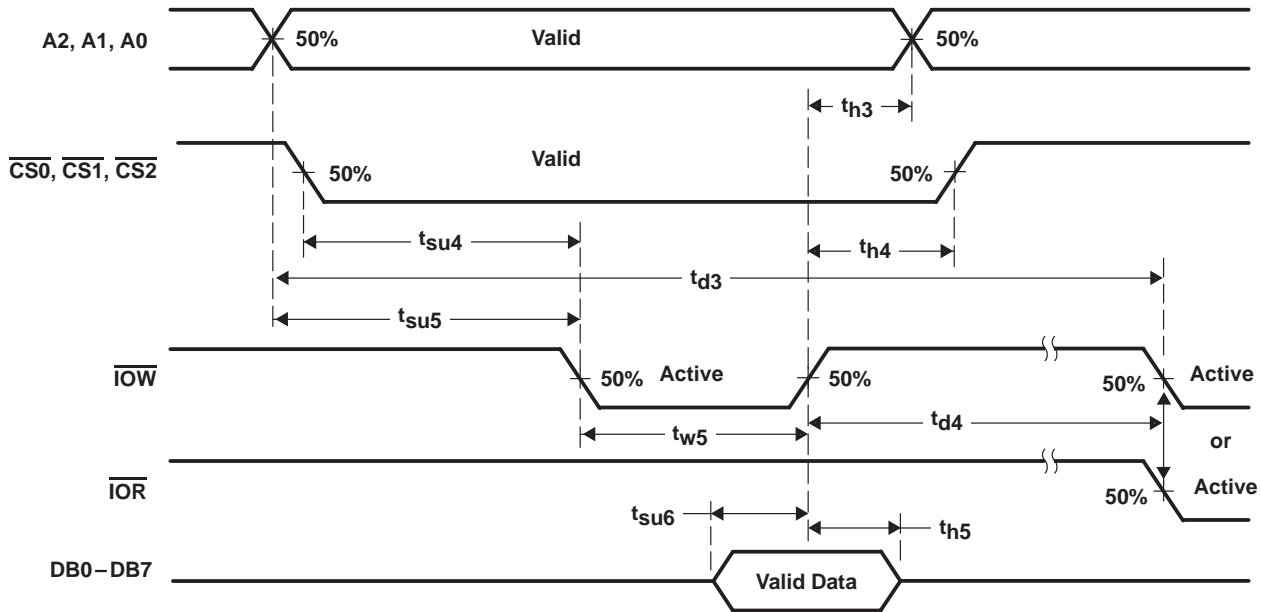 A2, A1, A0
50%
Valid
50%
th3
CS0, CS1, CS2
50%
Valid
50%
tsu4
th4
td3
tsu5
IOW
50%
Active
50%
50%
Active
tw5
td4
or
IOR
50%
Active
tsu6
th5
DB0–DB7
Valid Data